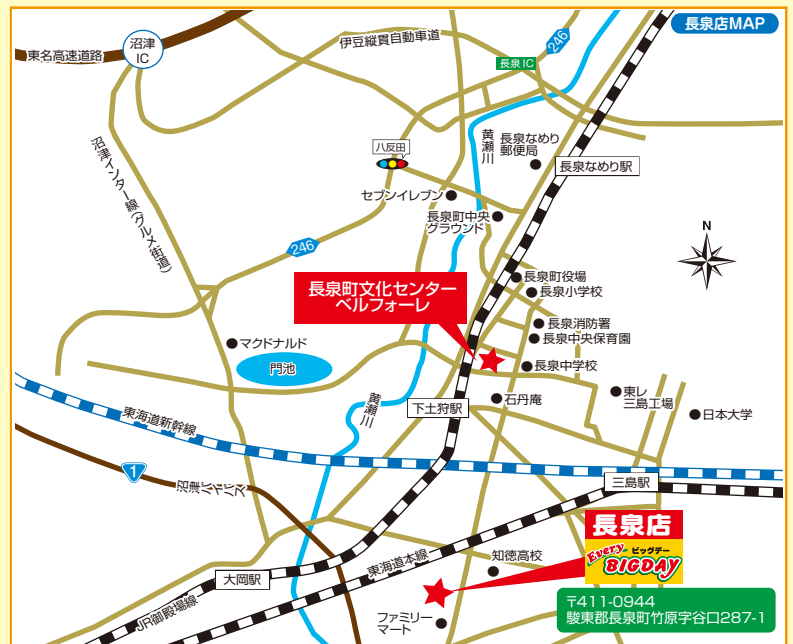 長泉店MAP
東名高速道路
沼津
IC
伊豆縦貫自動車道
246
長泉 IC
八反田
黄瀬川
長泉なめり
郵便局
長泉なめり駅
セブンイレブン
長泉町中央
グラウンド
沼津インター線(グルメ街道)
246
N
長泉町文化センター
ベルフォーレ
長泉町役場
長泉小学校
長泉消防署
長泉中央保育園
長泉中学校
マクドナルド
門池
黄瀬川
下土狩駅
石丹庵
東レ
三島工場
日本大学
東海道新幹線
1
沼津バイパス
三島駅
長泉店
Every ビッグデー
BIGDAY
知徳高校
東海道本線
大岡駅
JR御殿場線
ファミリー
マート
〒411-0944
駿東郡長泉町竹原字谷口287-1